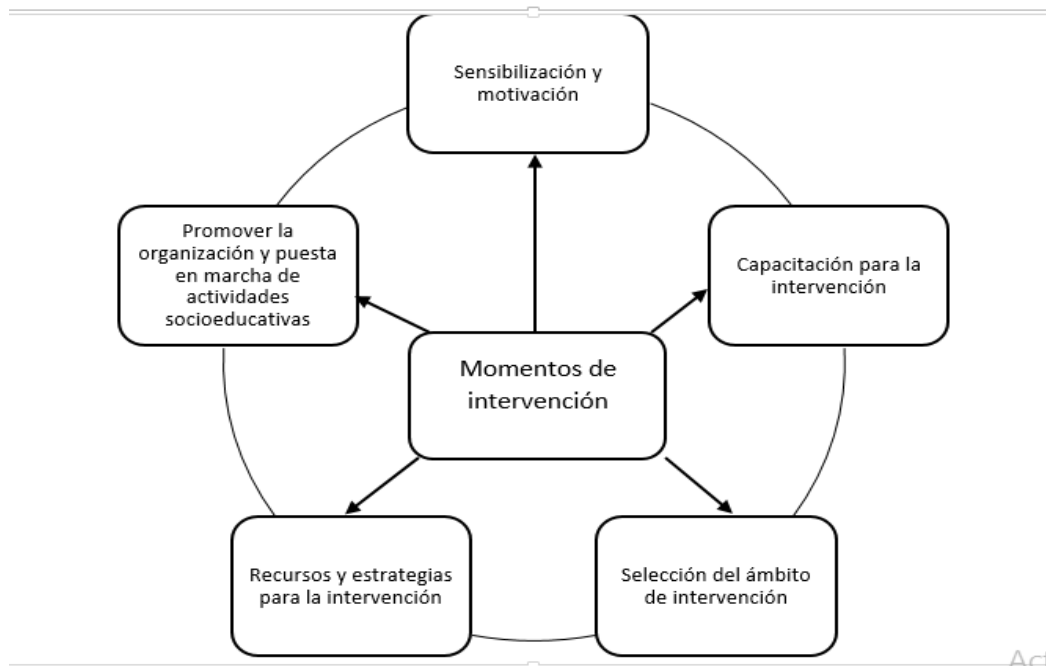 Sensibilización y
motivación
Promover la
organización y puesta
en marcha de
actividades
socioeducativas
Capacitación para la
intervención
Momentos de
intervención
Recursos y estrategias
para la intervención
Selección del ámbito
de intervención